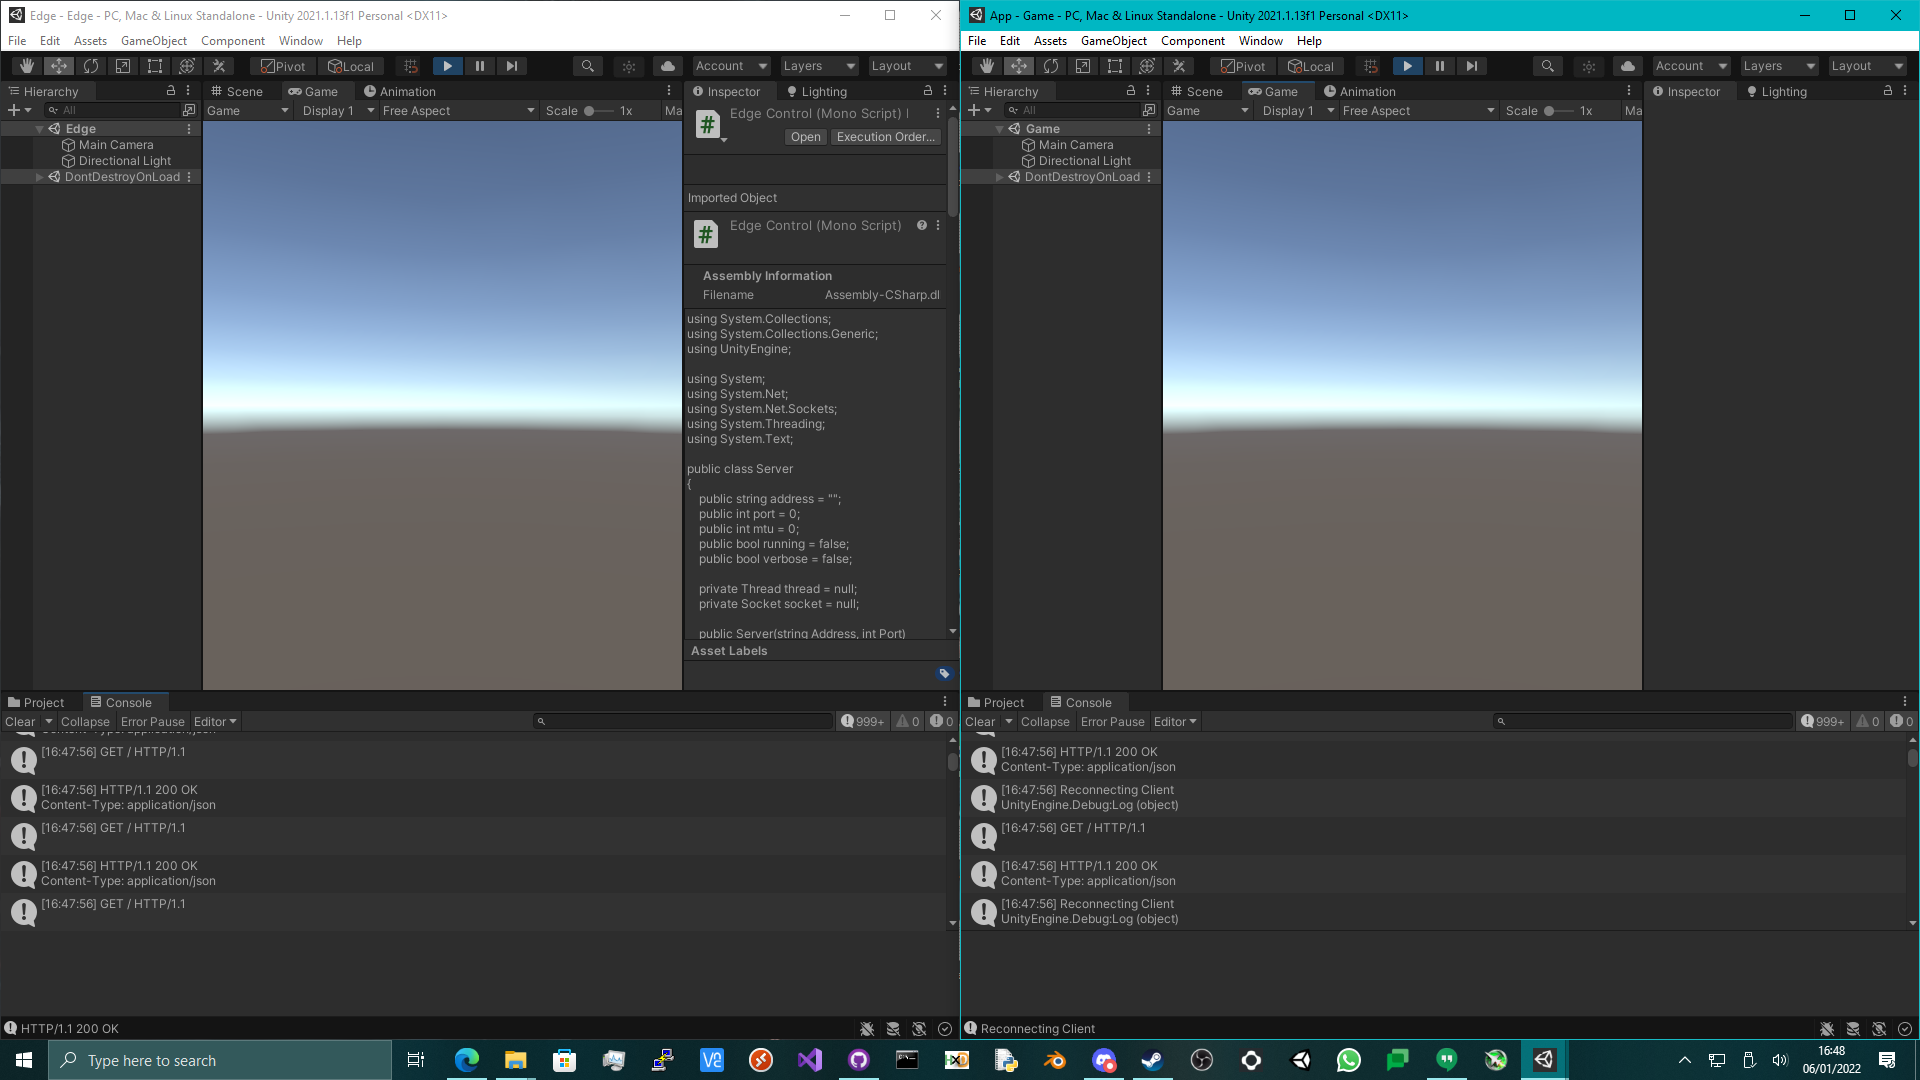 Edge - Edge - PC, Mac & Linux Standalone - Unity 2021.1.13f1 Personal <DX11>
File Edit Assets GameObject Component Window Help
Pivot Local Account Layers Layout
Hierarchy
All
Edge
Main Camera
Directional Light
DontDestroyOnLoad
Scene Game Animation
Game Display 1 Free Aspect Scale 1x Ma
Inspector Lighting
Edge Control (Mono Script) I
Open Execution Order...
Imported Object
Edge Control (Mono Script)
Assembly Information
Filename Assembly-CSharp.dl
using System.Collections;
using System.Collections.Generic;
using UnityEngine;
using System;
using System.Net;
using System.Net.Sockets;
using System.Threading;
using System.Text;
public class Server
{
public string address = "";
public int port = 0;
public int mtu = 0;
public bool running = false;
public bool verbose = false;
private Thread thread = null;
private Socket socket = null;
public Server(string Address, int Port)
Asset Labels
Project Console
Clear Collapse Error Pause Editor 999+ 0 0
Content-Type: application/json
[16:47:56] GET / HTTP/1.1
[16:47:56] HTTP/1.1 200 OK
Content-Type: application/json
[16:47:56] GET / HTTP/1.1
[16:47:56] HTTP/1.1 200 OK
Content-Type: application/json
[16:47:56] GET / HTTP/1.1
HTTP/1.1 200 OK
App - Game - PC, Mac & Linux Standalone - Unity 2021.1.13f1 Personal <DX11>
File Edit Assets GameObject Component Window Help
Pivot Local Account Layers Layout
Hierarchy
All
Game
Main Camera
Directional Light
DontDestroyOnLoad
Scene Game Animation
Game Display 1 Free Aspect Scale 1x Ma
Inspector Lighting
Project Console
Clear Collapse Error Pause Editor 999+ 0 0
[16:47:56] HTTP/1.1 200 OK
Content-Type: application/json
[16:47:56] Reconnecting Client
UnityEngine.Debug:Log (object)
[16:47:56] GET / HTTP/1.1
[16:47:56] HTTP/1.1 200 OK
Content-Type: application/json
[16:47:56] Reconnecting Client
UnityEngine.Debug:Log (object)
Reconnecting Client
Type here to search
16:48
06/01/2022